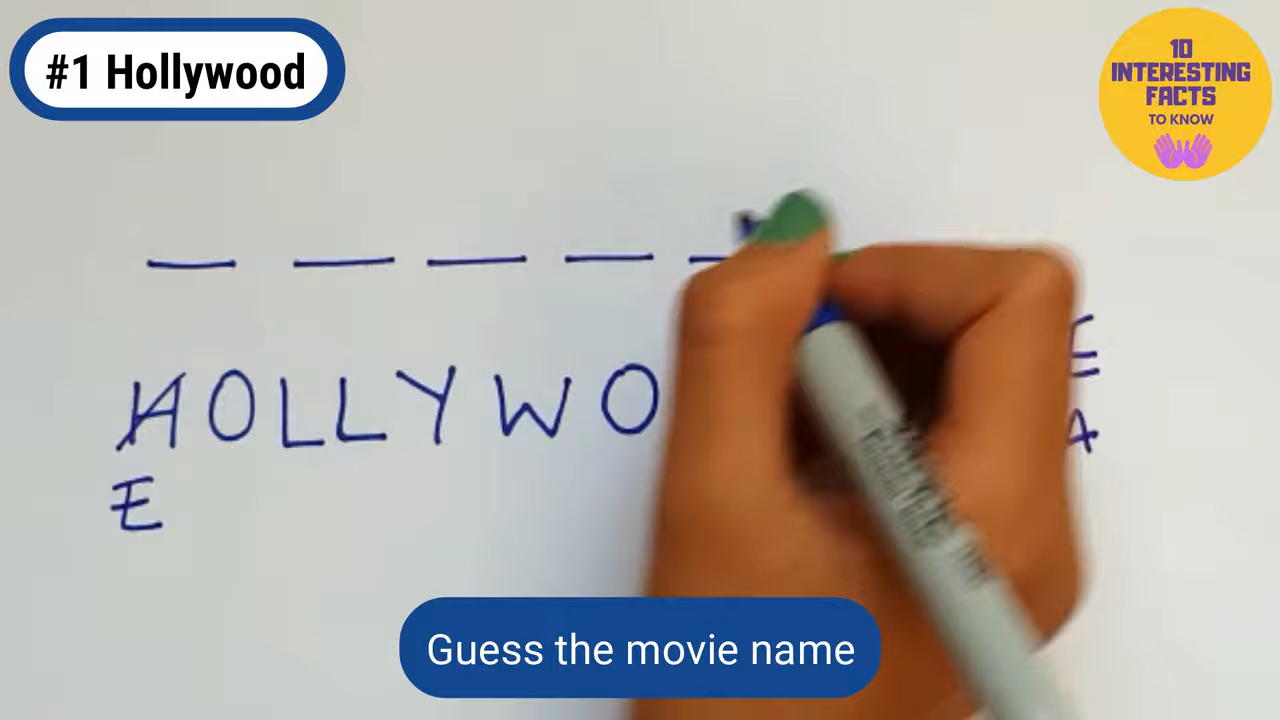 #1 Hollywood
10
INTERESTING
FACTS
TO KNOW
HOLLYWO
E
A
Guess the movie name